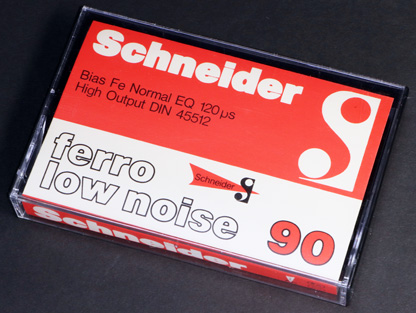 Schneider
Bias Fe Normal EQ 120 µs
High Output DIN 45512
S
ferro
low noise
Schneider S
90
Schneider